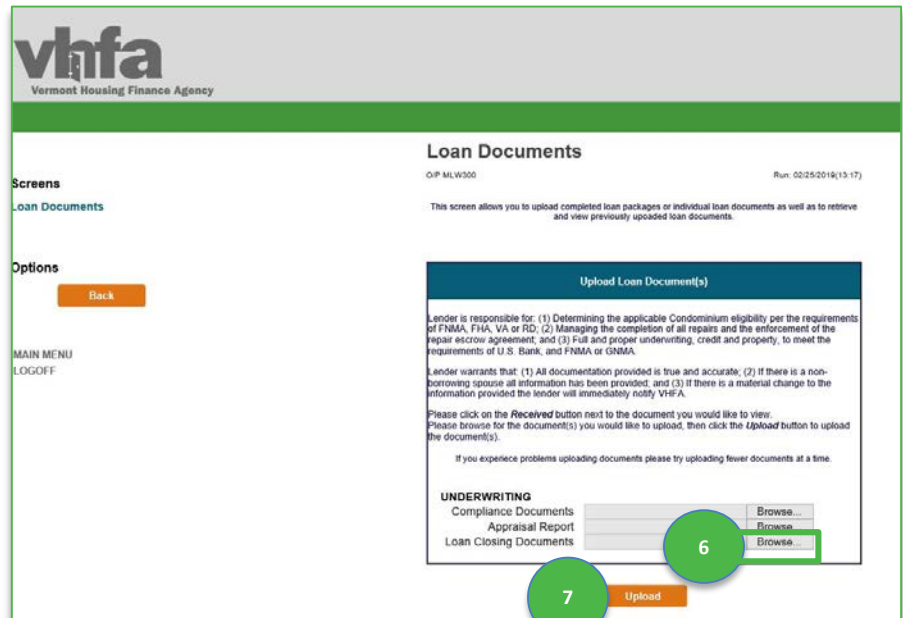 vhfa
Vermont Housing Finance Agency
Loan Documents
O/P MLW300
Run: 02/25/2019(13:17)
Screens
Loan Documents
This screen allows you to upload completed loan packages or individual loan documents as well as to retrieve
and view previously upoaded loan documents.
Options
Back
MAIN MENU
LOGOFF
Upload Loan Document(s)
Lender is responsible for: (1) Determining the applicable Condominium eligibility per the requirements
of FNMA, FHA, VA or RD; (2) Managing the completion of all repairs and the enforcement of the
repair escrow agreement; and (3) Full and proper underwriting, credit and property, to meet the
requirements of U.S. Bank, and FNMA or GNMA.
Lender warrants that: (1) All documentation provided is true and accurate; (2) If there is a non-
borrowing spouse all information has been provided; and (3) If there is a material change to the
information provided the lender will immediately notify VHFA.
Please click on the Received button next to the document you would like to view.
Please browse for the document(s) you would like to upload, then click the Upload button to upload
the document(s).
If you experiece problems uploading documents please try uploading fewer documents at a time.
UNDERWRITING
Compliance Documents Browse...
Appraisal Report Browse...
Loan Closing Documents 6 Browse...
7 Upload